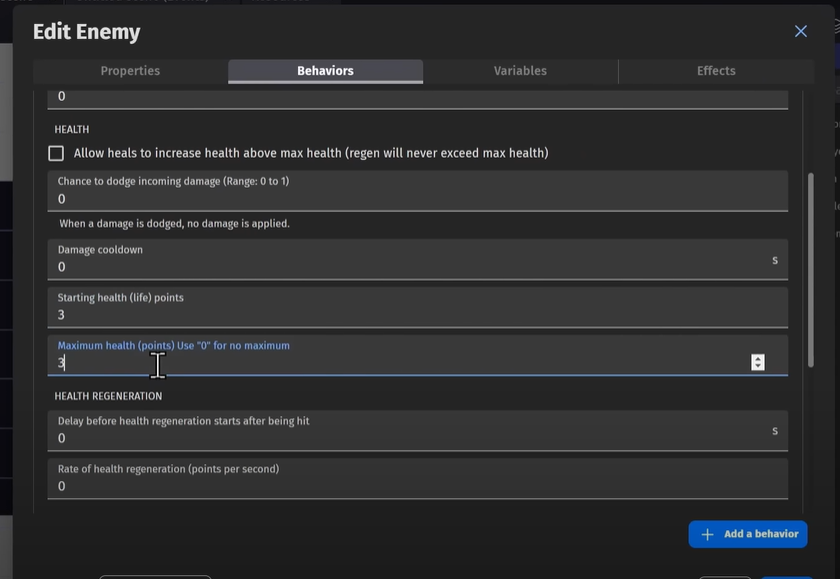 Edit Enemy
Properties
Behaviors
Variables
Effects
0
HEALTH
Allow heals to increase health above max health (regen will never exceed max health)
Chance to dodge incoming damage (Range: 0 to 1)
0
When a damage is dodged, no damage is applied.
Damage cooldown
0
s
Starting health (life) points
3
Maximum health (points) Use "0" for no maximum
3
HEALTH REGENERATION
Delay before health regeneration starts after being hit
0
s
Rate of health regeneration (points per second)
0
Add a behavior